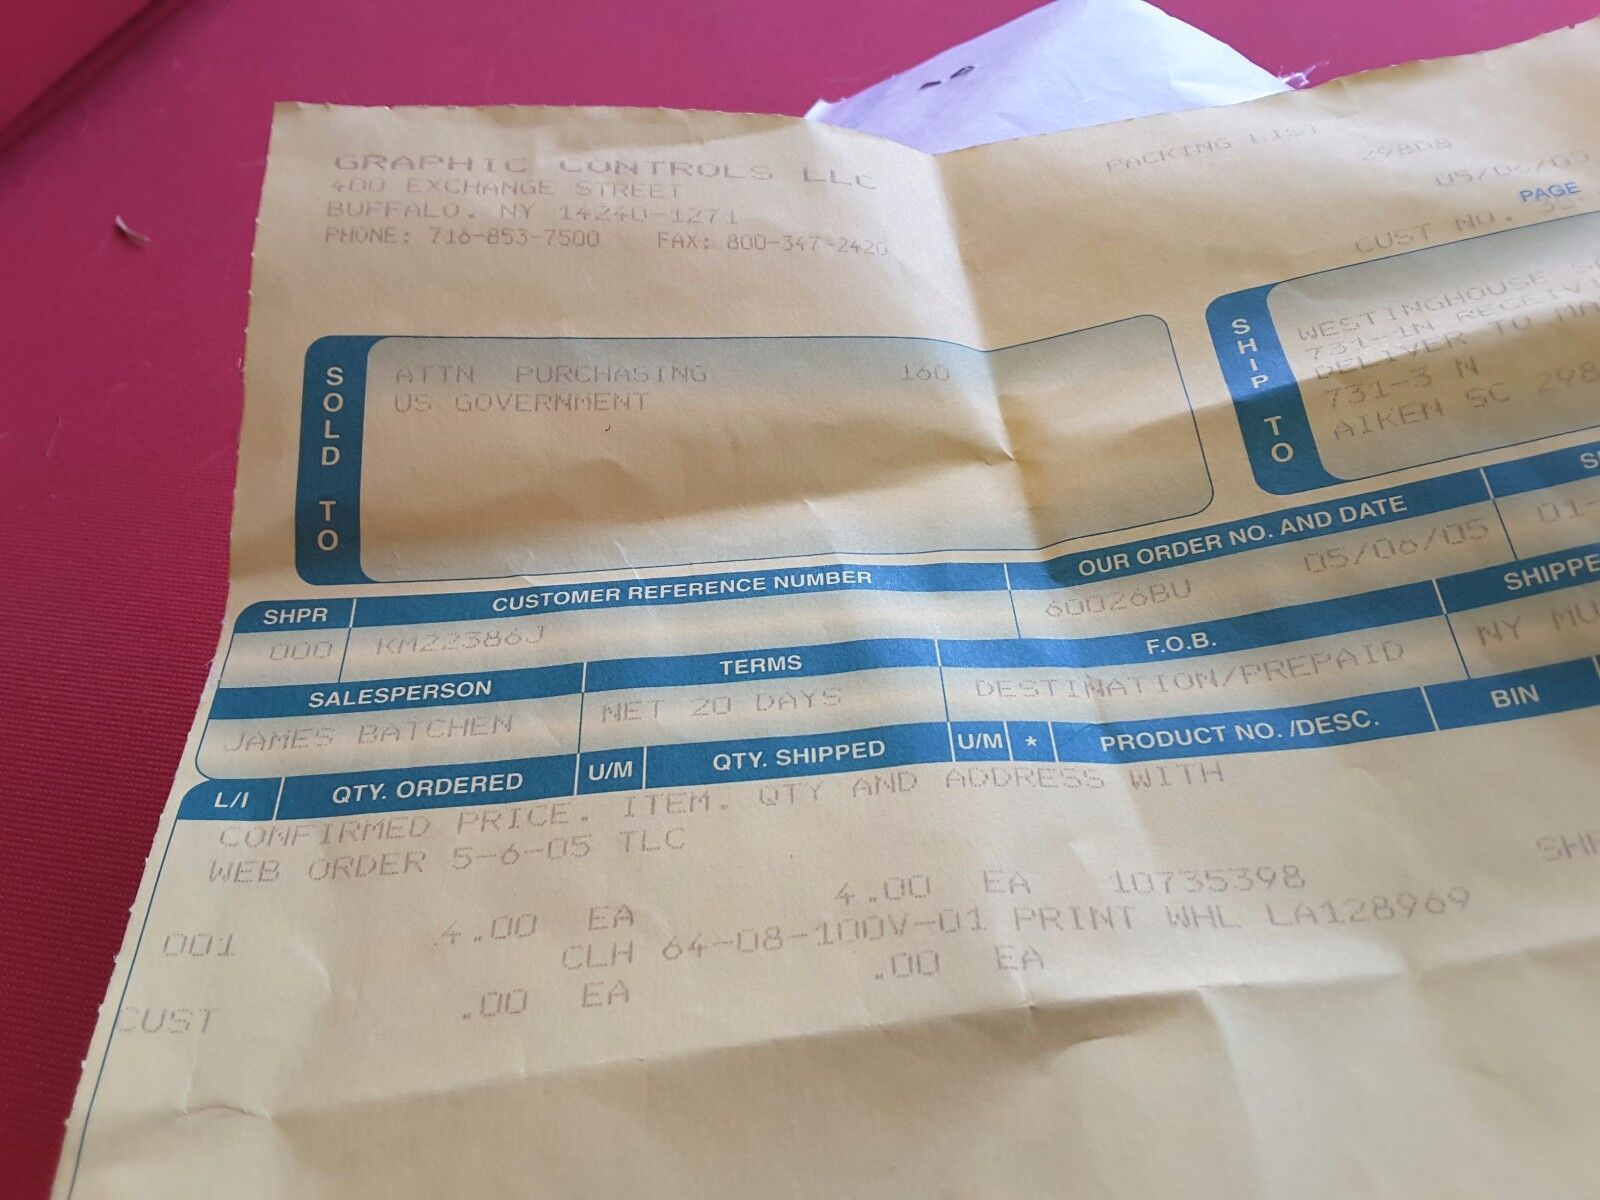 GRAPHIC CONTROLS LLC
400 EXCHANGE STREET
BUFFALO. NY 14240-1271
PHONE: 716-853-7500 FAX: 800-347-2420
PACKING LIST
29808
05/06/05
PAGE
CUST NO.
SOLD TO
ATTN PURCHASING 160
US GOVERNMENT
SHIP TO
WESTINGHOUSE
731-1N
DELIVER TO
731-3 N
AIKEN SC
SHPR CUSTOMER REFERENCE NUMBER OUR ORDER NO. AND DATE
000 KM22386J 60026BU 05/06/05 01-
SALESPERSON TERMS F.O.B.
JAMES BATCHEN NET 20 DAYS DESTINATION/PREPAID NY
L/I QTY. ORDERED U/M QTY. SHIPPED U/M * PRODUCT NO./DESC. BIN
CONFIRMED PRICE. ITEM. QTY AND ADDRESS WITH
WEB ORDER 5-6-05 TLC
001 4.00 EA 4.00 EA 10735398
CLH 64-08-100V-01 PRINT WHL LA128969
CUST .00 EA .00 EA